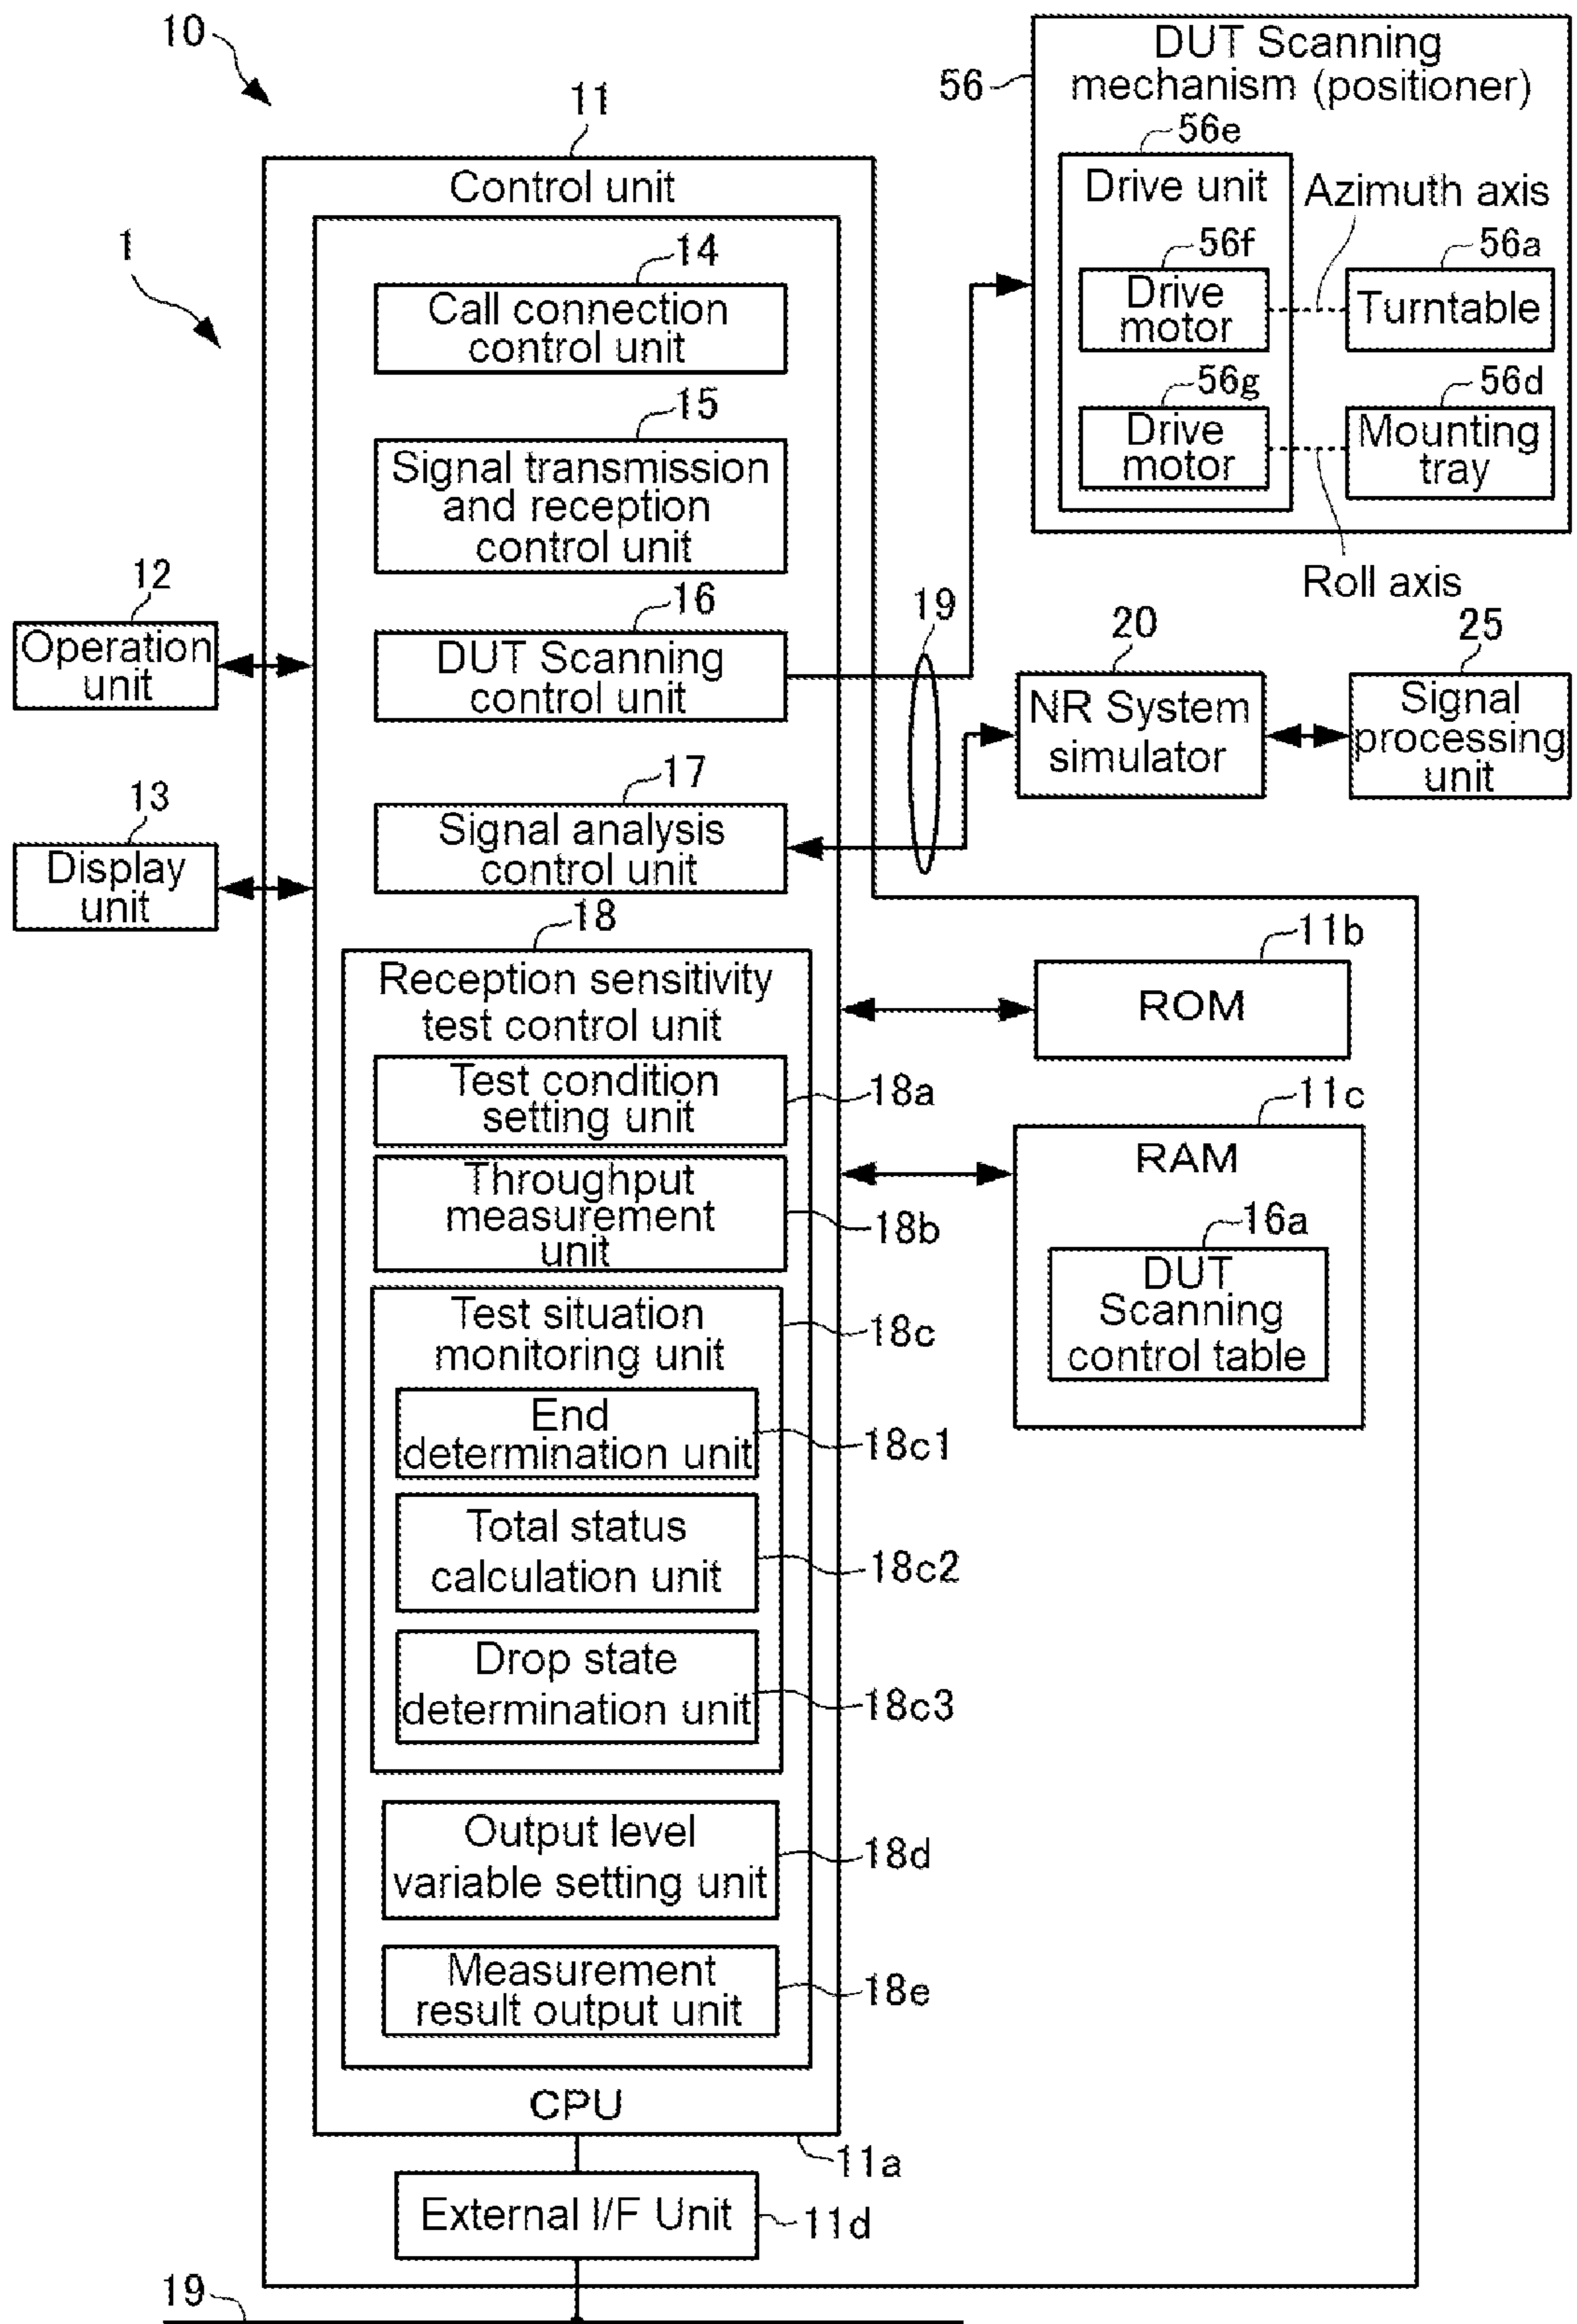 10
1
11
Control unit
14
Call connection
control unit
15
Signal transmission
and reception
control unit
16
DUT Scanning
control unit
17
Signal analysis
control unit
18
Reception sensitivity
test control unit
Test condition
setting unit
18a
Throughput
measurement
unit
18b
Test situation
monitoring unit
18c
End
determination unit
18c1
Total status
calculation unit
18c2
Drop state
determination unit
18c3
Output level
variable setting unit
18d
Measurement
result output unit
18e
CPU
11a
External I/F Unit
11d
19
12
Operation
unit
13
Display
unit
56
DUT Scanning
mechanism (positioner)
56e
Drive unit
Azimuth axis
56f
Drive
motor
56a
Turntable
56g
Drive
motor
56d
Mounting
tray
Roll axis
19
20
NR System
simulator
25
Signal
processing
unit
11b
ROM
11c
RAM
16a
DUT
Scanning
control table